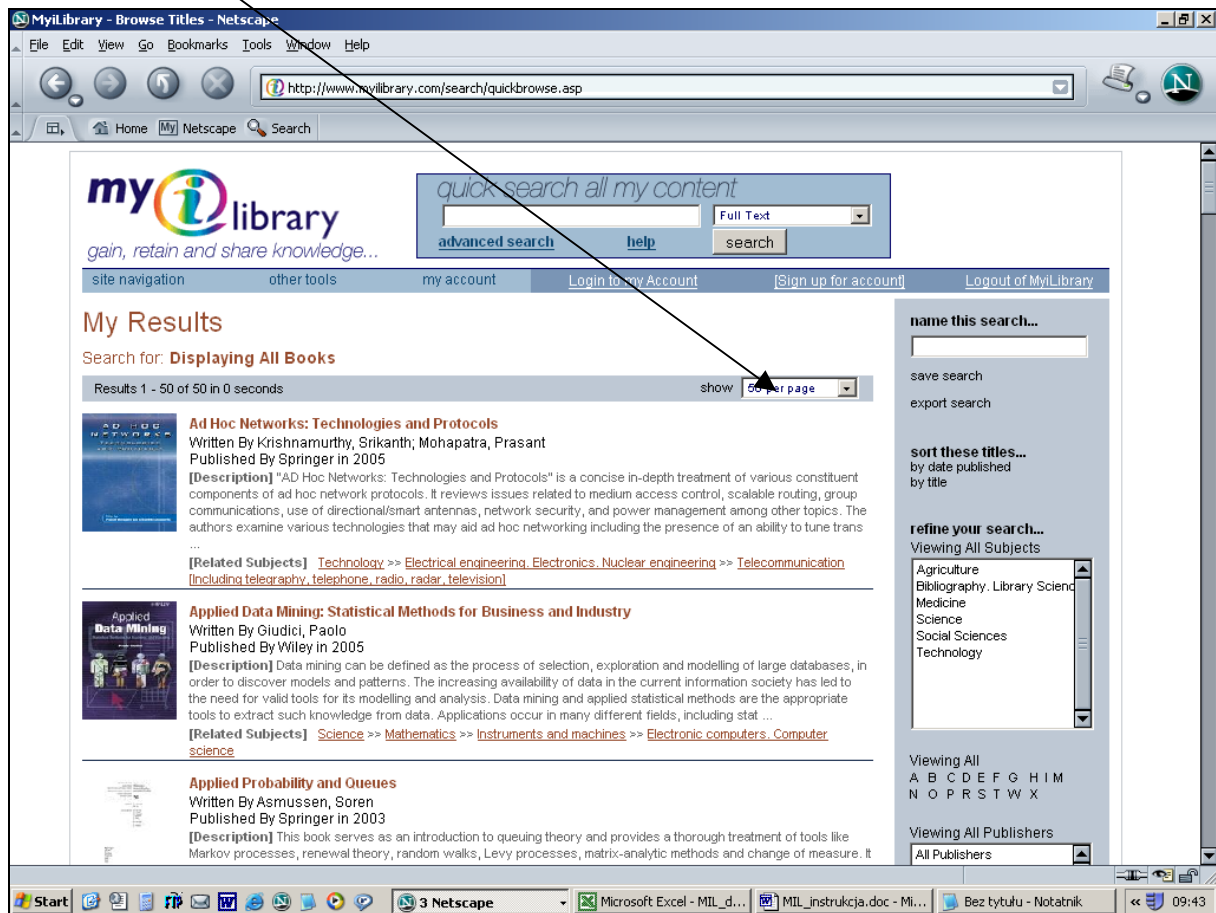 MyiLibrary - Browse Titles - Netscape
File Edit View Go Bookmarks Tools Window Help
http://www.myilibrary.com/search/quickbrowse.asp
Home My Netscape Search
my i library
gain, retain and share knowledge...
quick search all my content
Full Text
advanced search help search
site navigation other tools my account Login to my Account [Sign up for account] Logout of MyiLibrary
My Results
Search for: Displaying All Books
Results 1 - 50 of 50 in 0 seconds show 50 per page
AD HOC
NETWORKS
Ad Hoc Networks: Technologies and Protocols
Written By Krishnamurthy, Srikanth; Mohapatra, Prasant
Published By Springer in 2005
[Description] "AD Hoc Networks: Technologies and Protocols" is a concise in-depth treatment of various constituent
components of ad hoc network protocols. It reviews issues related to medium access control, scalable routing, group
communications, use of directional/smart antennas, network security, and power management among other topics. The
authors examine various technologies that may aid ad hoc networking including the presence of an ability to tune trans
...
[Related Subjects] Technology >> Electrical engineering. Electronics. Nuclear engineering >> Telecommunication
[Including telegraphy, telephone, radio, radar, television]
Applied
Data Mining
Applied Data Mining: Statistical Methods for Business and Industry
Written By Giudici, Paolo
Published By Wiley in 2005
[Description] Data mining can be defined as the process of selection, exploration and modelling of large databases, in
order to discover models and patterns. The increasing availability of data in the current information society has led to
the need for valid tools for its modelling and analysis. Data mining and applied statistical methods are the appropriate
tools to extract such knowledge from data. Applications occur in many different fields, including stat ...
[Related Subjects] Science >> Mathematics >> Instruments and machines >> Electronic computers. Computer
science
Applied Probability and Queues
Written By Asmussen, Soren
Published By Springer in 2003
[Description] This book serves as an introduction to queuing theory and provides a thorough treatment of tools like
Markov processes, renewal theory, random walks, Levy processes, matrix-analytic methods and change of measure. It
name this search...
save search
export search
sort these titles...
by date published
by title
refine your search...
Viewing All Subjects
Agriculture
Bibliography. Library Scienc
Medicine
Science
Social Sciences
Technology
Viewing All
A B C D E F G H I M
N O P R S T W X
Viewing All Publishers
All Publishers
Start 3 Netscape Microsoft Excel - MIL_d... MIL_instrukcja.doc - Mi... Bez tytułu - Notatnik 09:43